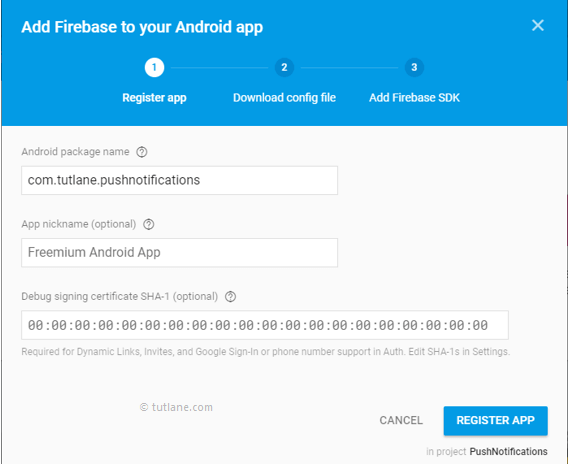 Add Firebase to your Android app
1 2 3
Register app Download config file Add Firebase SDK
Android package name ?
com.tutlane.pushnotifications
App nickname (optional) ?
Freemium Android App
Debug signing certificate SHA-1 (optional) ?
00:00:00:00:00:00:00:00:00:00:00:00:00:00:00:00:00:00:00:00
Required for Dynamic Links, Invites, and Google Sign-In or phone number support in Auth. Edit SHA-1s in Settings.
© tutlane.com
CANCEL REGISTER APP
in project PushNotifications